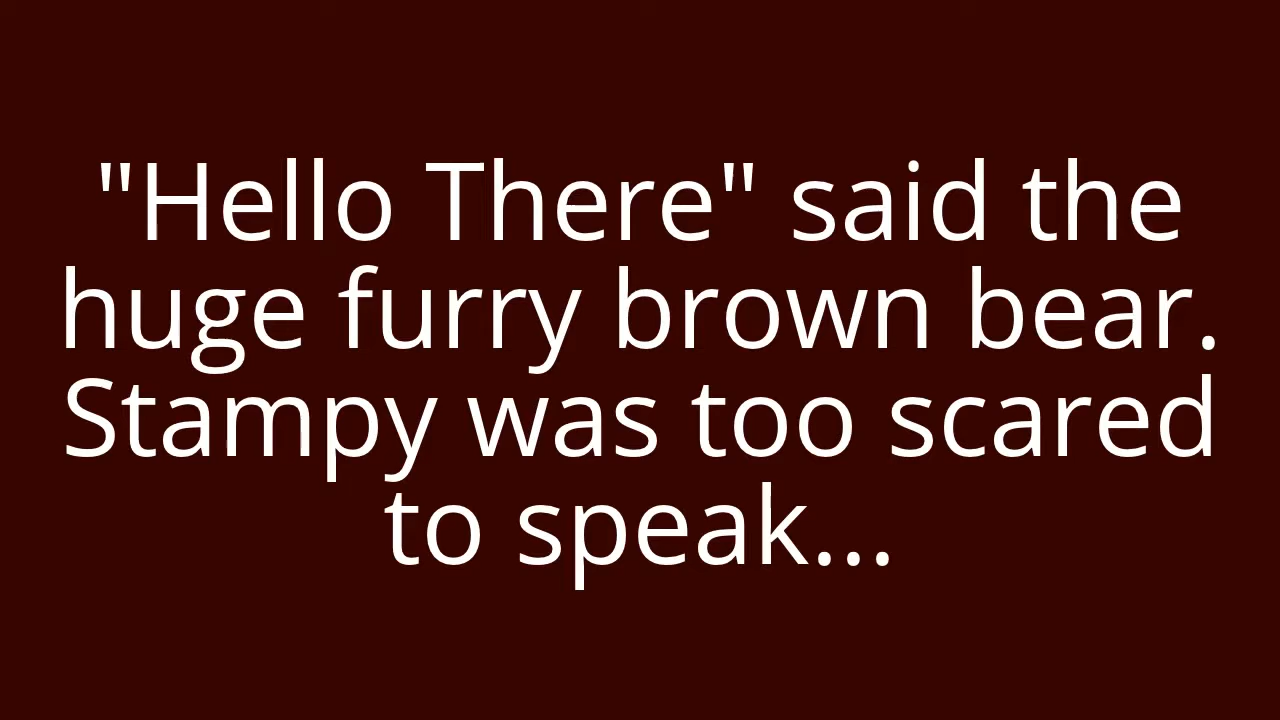 "Hello There" said the
huge furry brown bear.
Stampy was too scared
to speak...